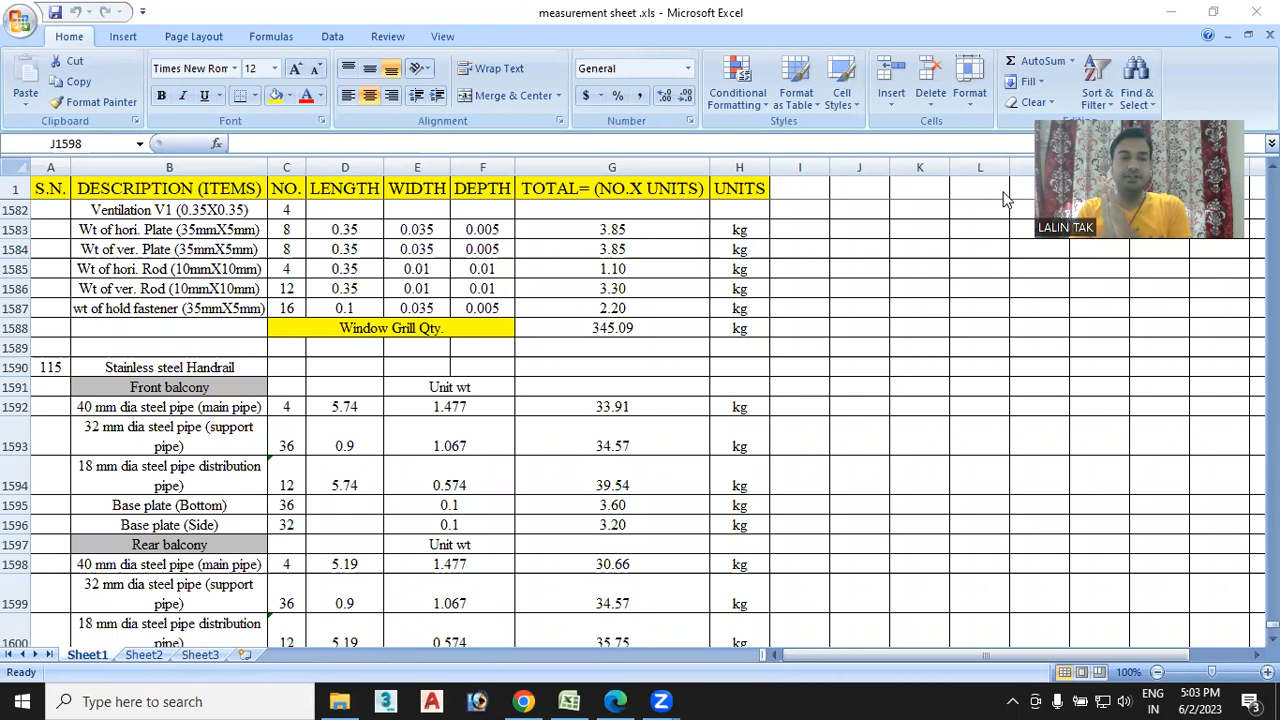 measurement sheet .xls - Microsoft Excel
Home Insert Page Layout Formulas Data Review View
Paste Cut Copy Format Painter
Clipboard
Times New Rom 12
B I U A
Font
Wrap Text
Merge & Center
Alignment
General
$ % ,
Number
Conditional Formatting Format as Table Cell Styles
Styles
Insert Delete Format
Cells
Σ AutoSum Fill Clear Sort & Filter Find & Select
J1598 fx
A B C D E F G H I J K L
1 S.N. DESCRIPTION (ITEMS) NO. LENGTH WIDTH DEPTH TOTAL= (NO.X UNITS) UNITS
1582 Ventilation V1 (0.35X0.35) 4
1583 Wt of hori. Plate (35mmX5mm) 8 0.35 0.035 0.005 3.85 kg
1584 Wt of ver. Plate (35mmX5mm) 8 0.35 0.035 0.005 3.85 kg
1585 Wt of hori. Rod (10mmX10mm) 4 0.35 0.01 0.01 1.10 kg
1586 Wt of ver. Rod (10mmX10mm) 12 0.35 0.01 0.01 3.30 kg
1587 wt of hold fastener (35mmX5mm) 16 0.1 0.035 0.005 2.20 kg
1588 Window Grill Qty. 345.09 kg
1589
1590 115 Stainless steel Handrail
1591 Front balcony Unit wt
1592 40 mm dia steel pipe (main pipe) 4 5.74 1.477 33.91 kg
32 mm dia steel pipe (support
1593 pipe) 36 0.9 1.067 34.57 kg
18 mm dia steel pipe distribution
1594 pipe) 12 5.74 0.574 39.54 kg
1595 Base plate (Bottom) 36 0.1 3.60 kg
1596 Base plate (Side) 32 0.1 3.20 kg
1597 Rear balcony Unit wt
1598 40 mm dia steel pipe (main pipe) 4 5.19 1.477 30.66 kg
32 mm dia steel pipe (support
1599 pipe) 36 0.9 1.067 34.57 kg
18 mm dia steel pipe distribution
1600 pipe) 12 5.19 0.574 35.75 kg
LALIN TAK
Sheet1 Sheet2 Sheet3
Ready 100%
Type here to search
ENG IN
5:03 PM
6/2/2023
3